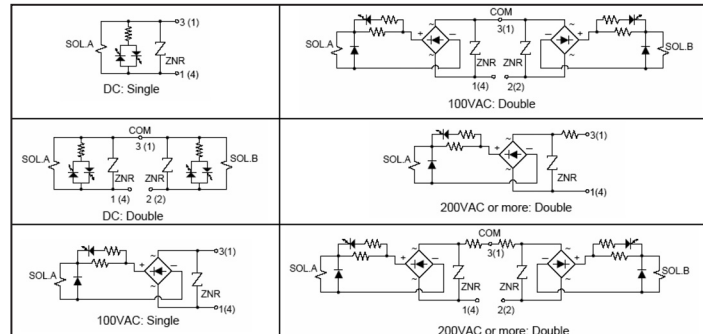 3 (1)
SOL.A
ZNR
1 (4)
DC: Single
COM
3(1)
~ ~
SOL.A
+ −
− +
SOL.B
ZNR
ZNR
~ ~
1(4) 2(2)
100VAC: Double
COM
3 (1)
SOL.A
SOL.B
ZNR
ZNR
1 (4) 2 (2)
DC: Double
~
3(1)
SOL.A
+ −
ZNR
~
1(4)
200VAC or more: Double
~
3(1)
+ −
SOL.A
ZNR
~
1(4)
100VAC: Single
COM
3(1)
~ ~
SOL.A
+ −
− +
SOL.B
ZNR
ZNR
~ ~
1(4) 2(2)
200VAC or more: Double